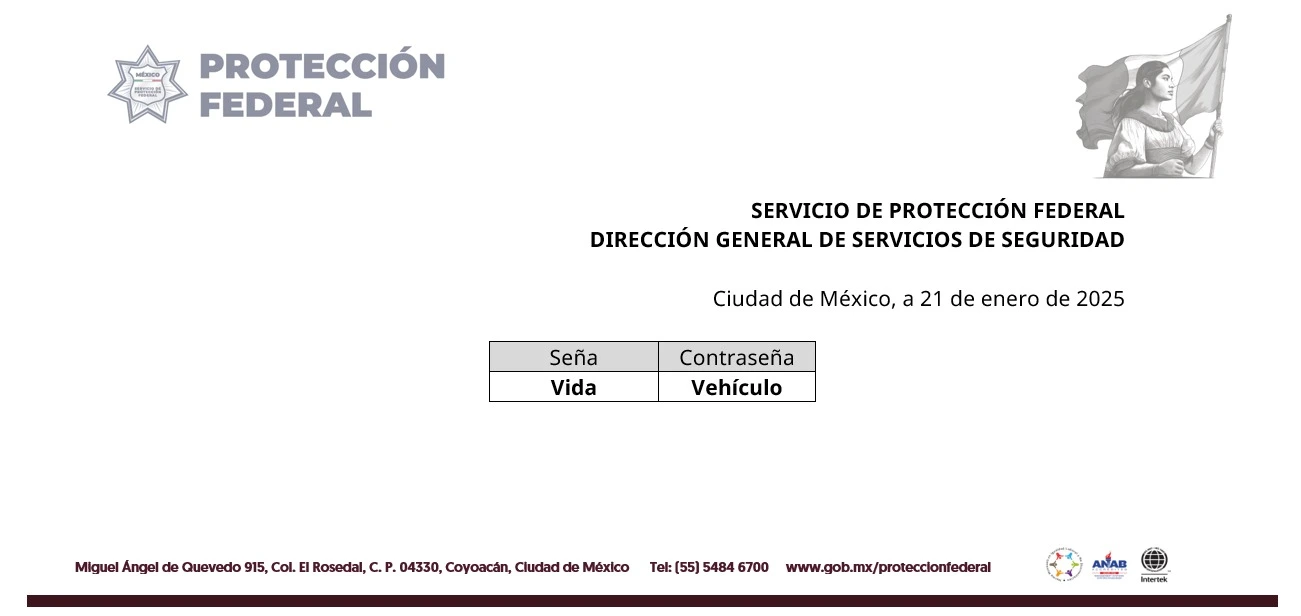 MÉXICO
SERVICIO DE
PROTECCIÓN
FEDERAL
PROTECCIÓN
FEDERAL
SERVICIO DE PROTECCIÓN FEDERAL
DIRECCIÓN GENERAL DE SERVICIOS DE SEGURIDAD
Ciudad de México, a 21 de enero de 2025
Seña Contraseña
Vida Vehículo
Miguel Ángel de Quevedo 915, Col. El Rosedal, C. P. 04330, Coyoacán, Ciudad de México Tel: (55) 5484 6700 www.gob.mx/proteccionfederal
ANAB
Intertek